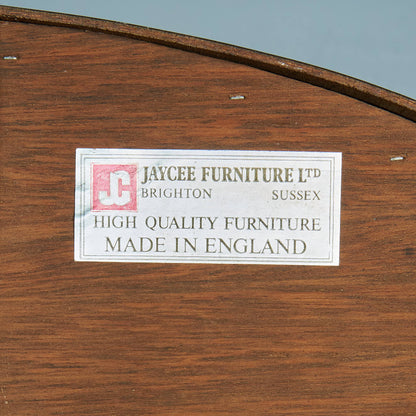 JC JAYCEE FURNITURE LTD
BRIGHTON SUSSEX
HIGH QUALITY FURNITURE
MADE IN ENGLAND